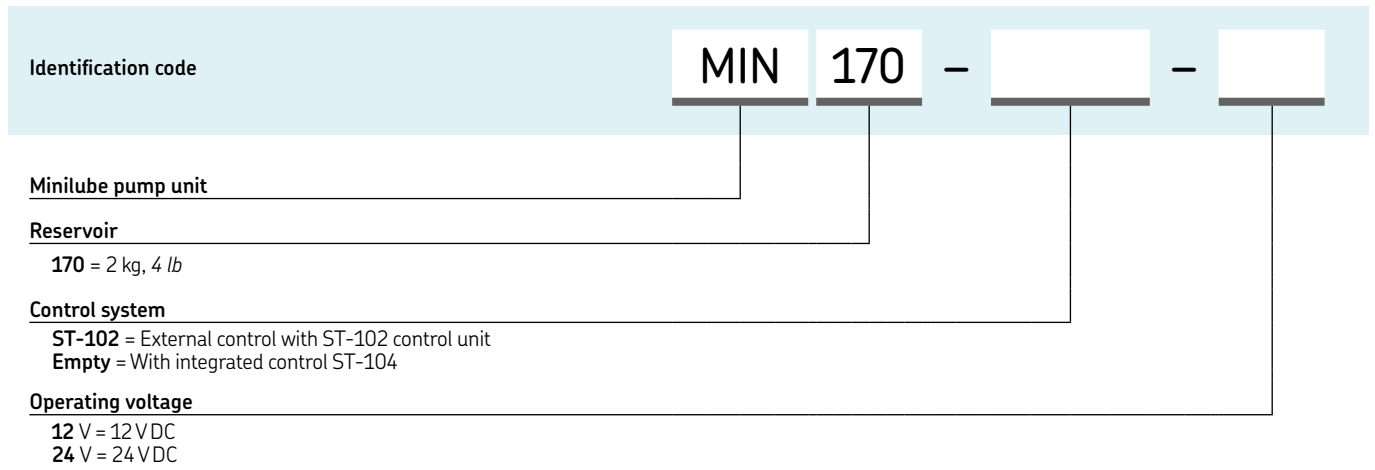 Identification code MIN 170 – –
Minilube pump unit
Reservoir
170 = 2 kg, 4 lb
Control system
ST-102 = External control with ST-102 control unit
Empty = With integrated control ST-104
Operating voltage
12 V = 12 V DC
24 V = 24 V DC